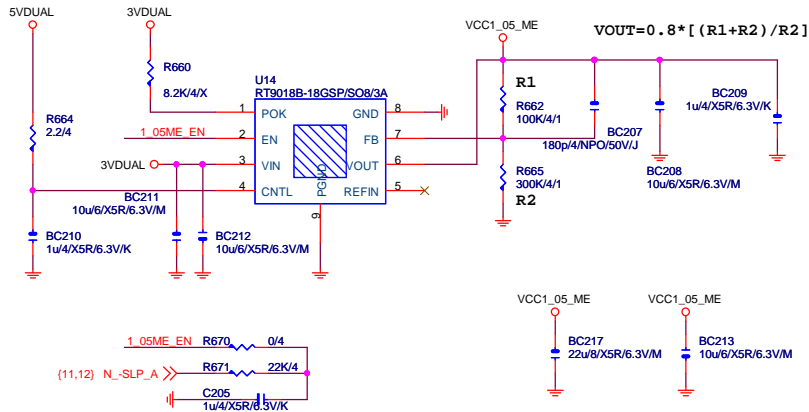 5VDUAL
3VDUAL
VCC1_05_ME
VOUT=0.8*[(R1+R2)/R2]
R660
8.2K/4/X
U14
RT9018B-18GSP/SO8/3A
R1
R662
100K/4/1
BC209
1u/4/X5R/6.3V/K
R664
2.2/4
1
POK
GND
8
1_05ME_EN
2
EN
FB
7
BC207
180p/4/NPO/50V/J
3VDUAL
3
VIN
VOUT
6
BC208
10u/6/X5R/6.3V/M
4
CNTL
REFIN
5
PGND
9
R665
300K/4/1
R2
BC211
10u/6/X5R/6.3V/M
BC210
1u/4/X5R/6.3V/K
BC212
10u/6/X5R/6.3V/M
VCC1_05_ME
VCC1_05_ME
BC217
22u/8/X5R/6.3V/M
BC213
10u/6/X5R/6.3V/M
1_05ME_EN
R670
0/4
{11,12}
N_-SLP_A
R671
22K/4
C205
1u/4/X5R/6.3V/K